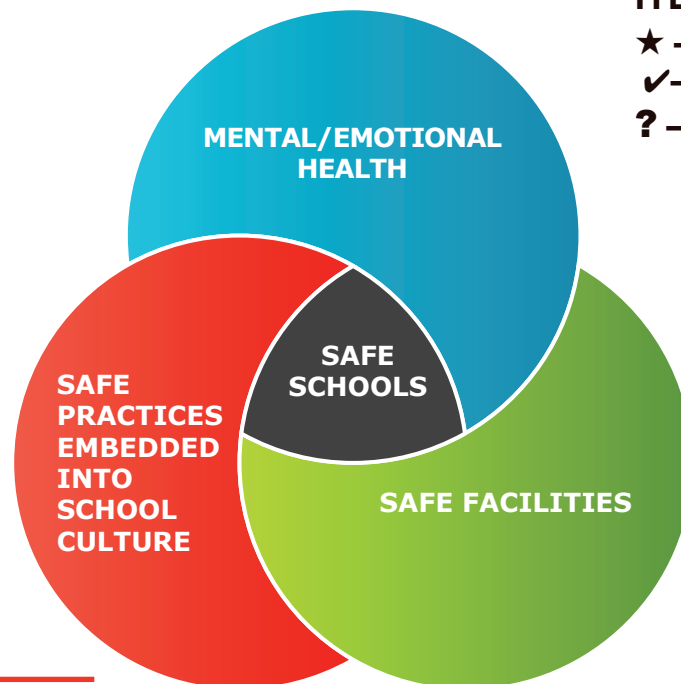 ★ –
✔–
? –
MENTAL/EMOTIONAL
HEALTH
SAFE
SCHOOLS
SAFE
PRACTICES
EMBEDDED
INTO
SCHOOL
CULTURE
SAFE FACILITIES